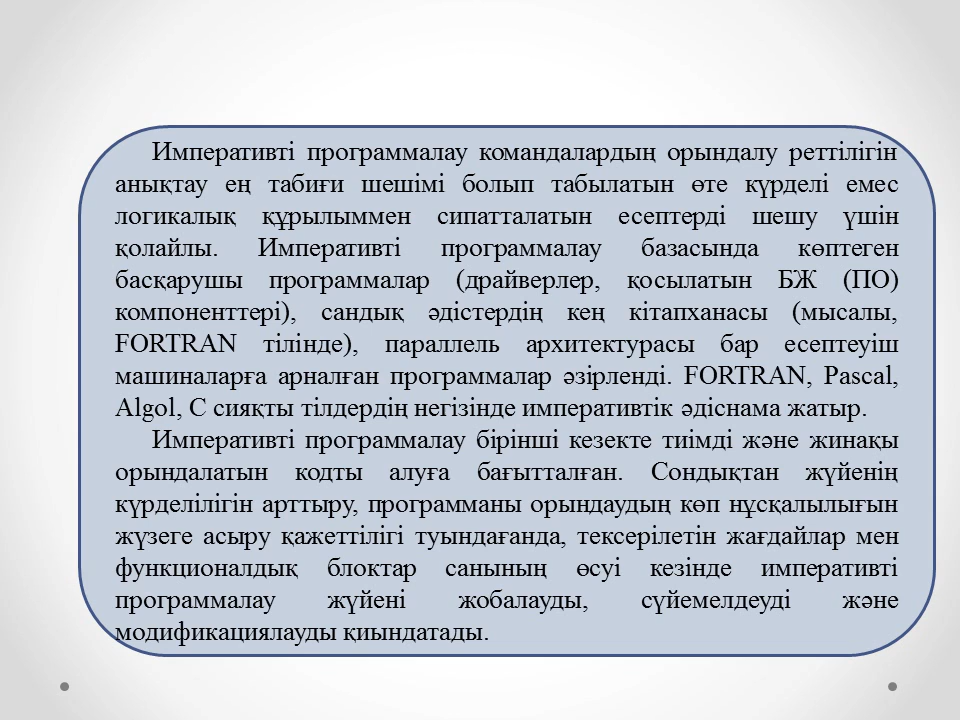 Императивті программалау командалардың орындалу реттілігін
анықтау ең табиғи шешімі болып табылатын өте күрделі емес
логикалық құрылыммен сипатталатын есептерді шешу үшін
қолайлы. Императивті программалау базасында көптеген
басқарушы программалар (драйверлер, қосылатын БЖ (ПО)
компоненттері), сандық әдістердің кең кітапханасы (мысалы,
FORTRAN тілінде), параллель архитектурасы бар есептеуіш
машиналарға арналған программалар әзірленді. FORTRAN, Pascal,
Algol, C сияқты тілдердің негізінде императивтік әдіснама жатыр.
Императивті программалау бірінші кезекте тиімді және жинақы
орындалатын кодты алуға бағытталған. Сондықтан жүйенің
күрделілігін арттыру, программаны орындаудың көп нұсқалылығын
жүзеге асыру қажеттілігі туындағанда, тексерілетін жағдайлар мен
функционалдық блоктар санының өсуі кезінде императивті
программалау жүйені жобалауды, сүйемелдеуді және
модификациялауды қиындатады.